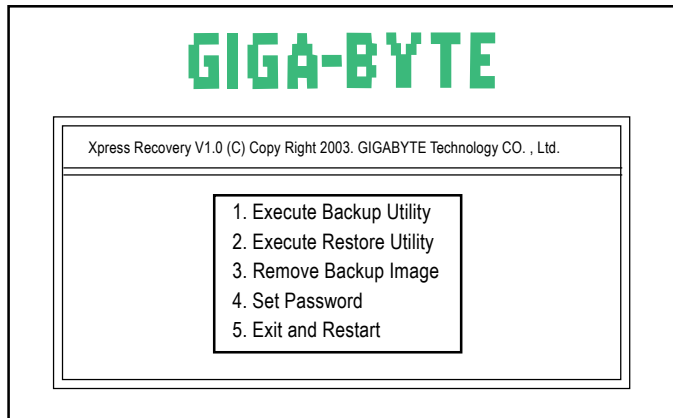 GIGA-BYTE
Xpress Recovery V1.0 (C) Copy Right 2003. GIGABYTE Technology CO. , Ltd.
1. Execute Backup Utility
2. Execute Restore Utility
3. Remove Backup Image
4. Set Password
5. Exit and Restart